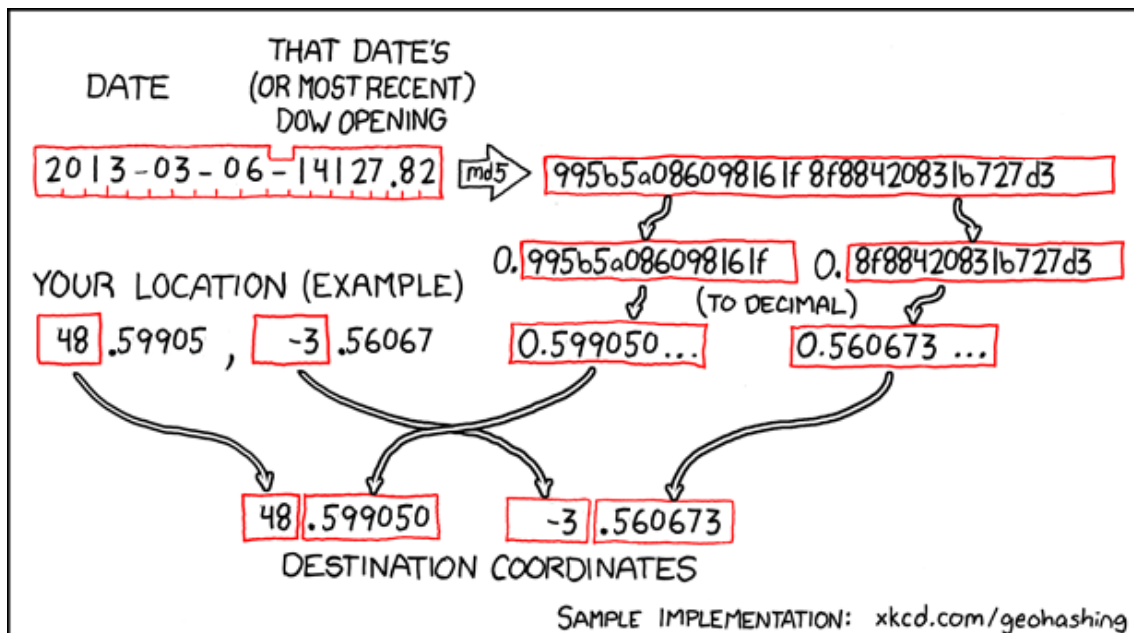 DATE
THAT DATE'S
(OR MOST RECENT)
DOW OPENING
2013-03-06-14127.82
md5
995b5a086098161f8f88420831b727d3
0.995b5a086098161f
0.8f88420831b727d3
(TO DECIMAL)
YOUR LOCATION (EXAMPLE)
48.59905, -3.56067
0.599050...
0.560673 ...
48.599050
-3.560673
DESTINATION COORDINATES
SAMPLE IMPLEMENTATION: xkcd.com/geohashing